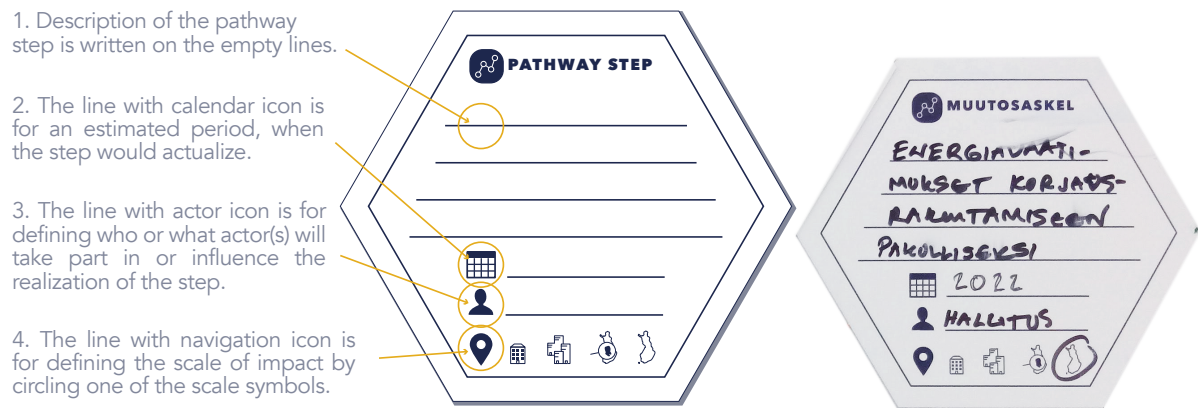 1. Description of the pathway
step is written on the empty lines.
2. The line with calendar icon is
for an estimated period, when
the step would actualize.
3. The line with actor icon is for
defining who or what actor(s) will
take part in or influence the
realization of the step.
4. The line with navigation icon is
for defining the scale of impact by
circling one of the scale symbols.
PATHWAY STEP
MUUTOSASKEL
ENERGIAVAATI-
MUKSET KORJAUS-
RAKENTAMISEEN
PAKOLLISEKSI
2022
HALLITUS